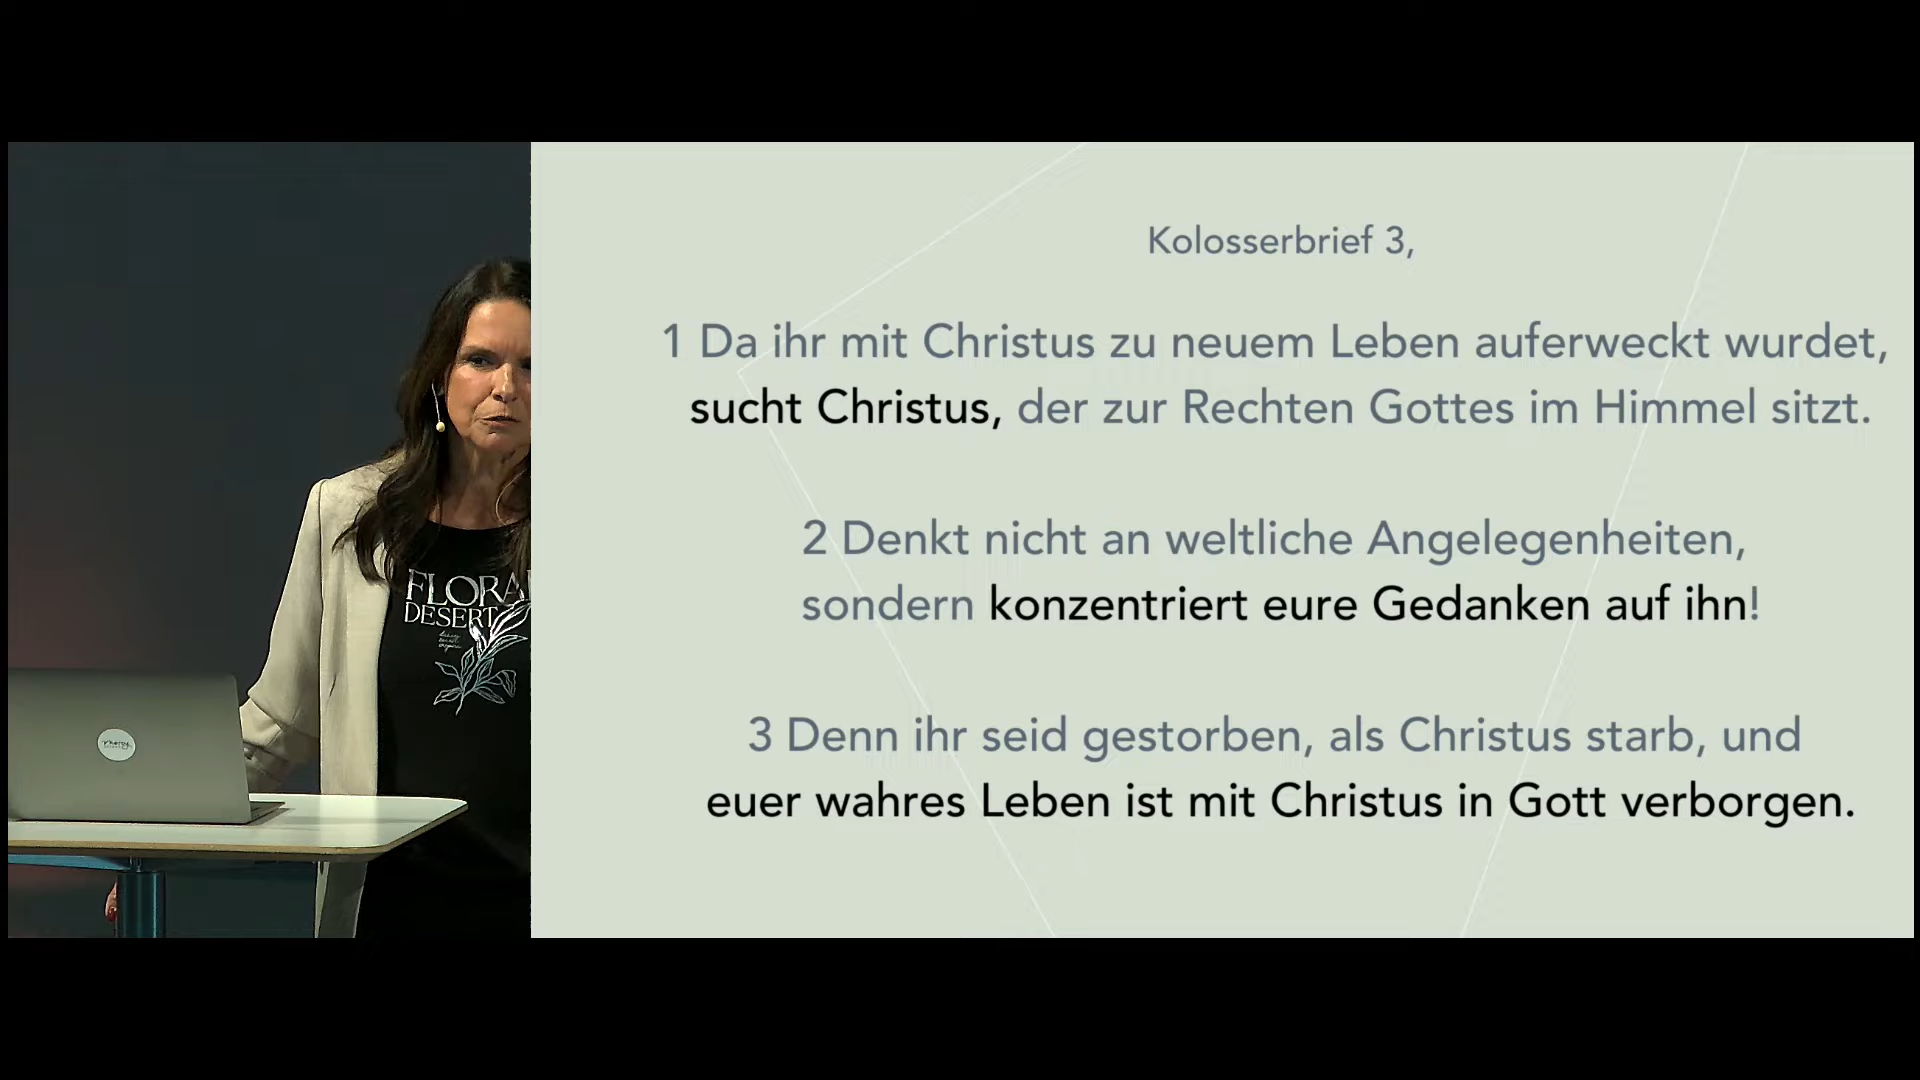 Kolosserbrief 3,
1 Da ihr mit Christus zu neuem Leben auferweckt wurdet,
sucht Christus, der zur Rechten Gottes im Himmel sitzt.
2 Denkt nicht an weltliche Angelegenheiten,
sondern konzentriert eure Gedanken auf ihn!
3 Denn ihr seid gestorben, als Christus starb, und
euer wahres Leben ist mit Christus in Gott verborgen.
FLORA
DESERT